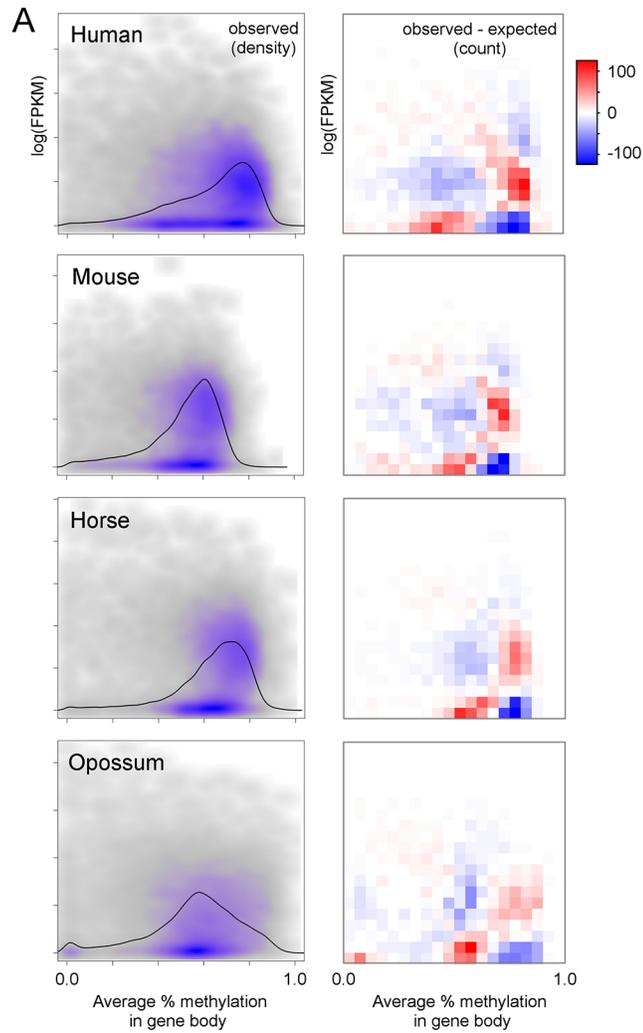 A
Human
observed
(density)
log(FPKM)
observed - expected
(count)
log(FPKM)
100
0
-100
Mouse
Horse
Opossum
0.0
1.0
Average % methylation
in gene body
0.0
1.0
Average % methylation
in gene body